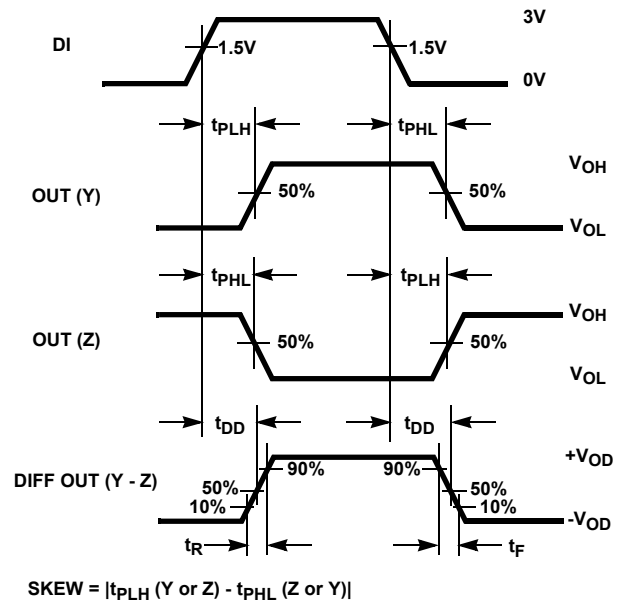 3V
DI
1.5V
1.5V
0V
tPLH
tPHL
VOH
OUT (Y)
50%
50%
VOL
tPHL
tPLH
VOH
OUT (Z)
50%
50%
VOL
tDD
tDD
+VOD
90%
90%
DIFF OUT (Y - Z)
50%
50%
10%
10%
-VOD
tR
tF
SKEW = |tPLH (Y or Z) - tPHL (Z or Y)|